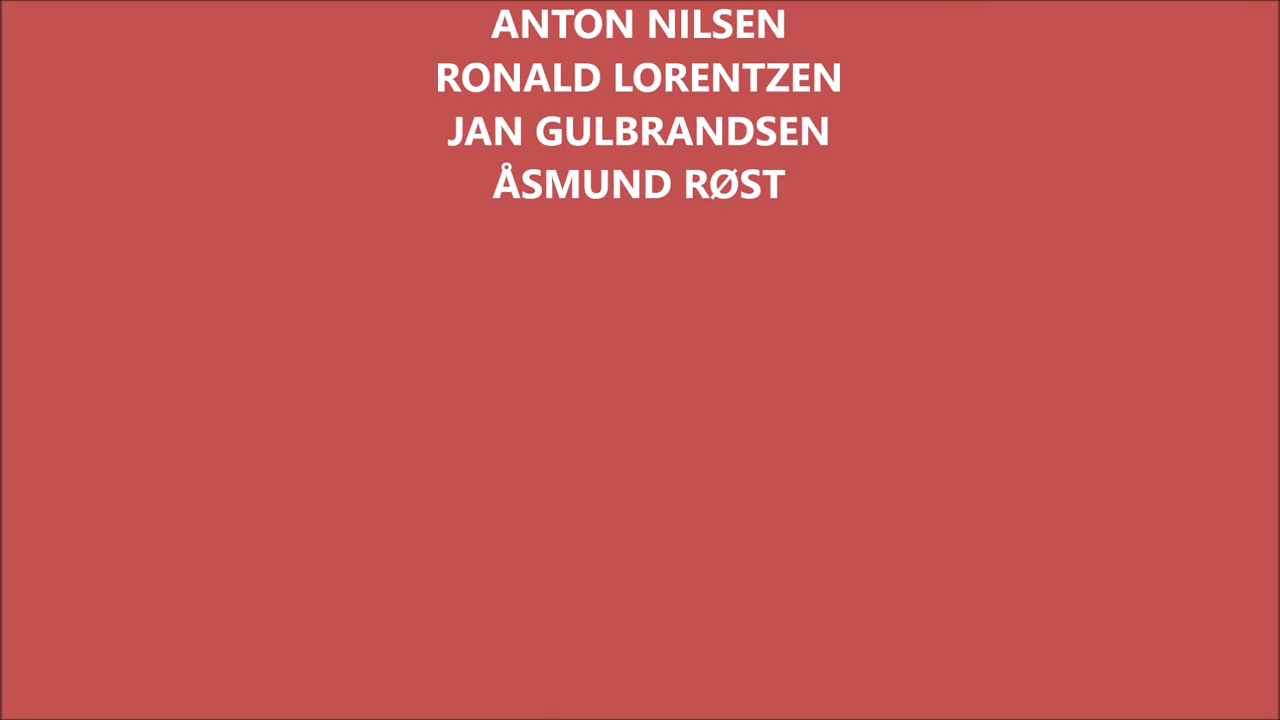 ANTON NILSEN
RONALD LORENTZEN
JAN GULBRANDSEN
ÅSMUND RØST